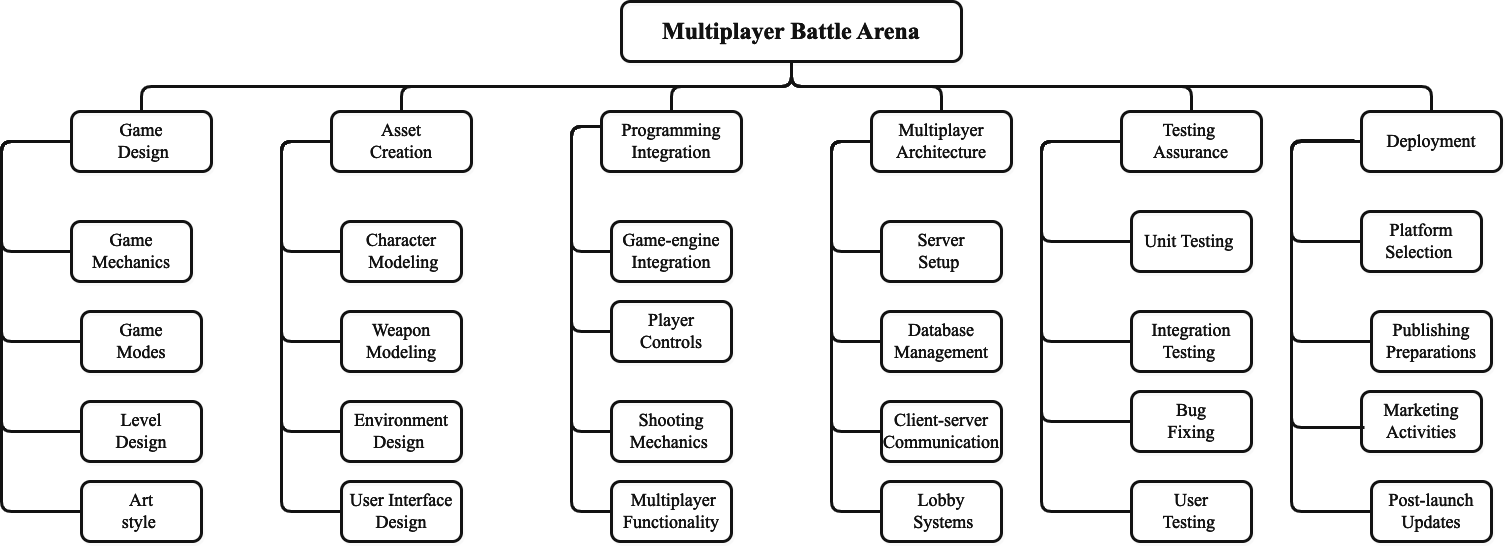 Multiplayer Battle Arena
Game
Design
Game
Mechanics
Game
Modes
Level
Design
Art
style
Asset
Creation
Character
Modeling
Weapon
Modeling
Environment
Design
User Interface
Design
Programming
Integration
Game-engine
Integration
Player
Controls
Shooting
Mechanics
Multiplayer
Functionality
Multiplayer
Architecture
Server
Setup
Database
Management
Client-server
Communication
Lobby
Systems
Testing
Assurance
Unit Testing
Integration
Testing
Bug
Fixing
User
Testing
Deployment
Platform
Selection
Publishing
Preparations
Marketing
Activities
Post-launch
Updates